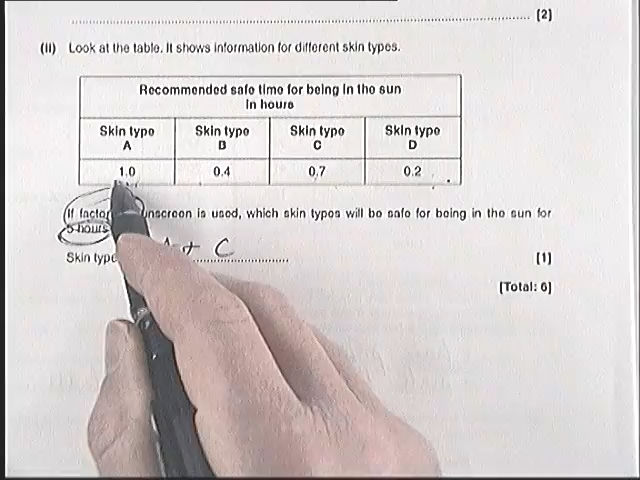 [2]
(ii) Look at the table. It shows information for different skin types.
Recommended safe time for being in the sun
in hours
Skin type A
Skin type B
Skin type C
Skin type D
1.0 0.4 0.7 0.2
If factor sunscreen is used, which skin types will be safe for being in the sun for
5 hours
Skin type A + C [1]
[Total: 6]